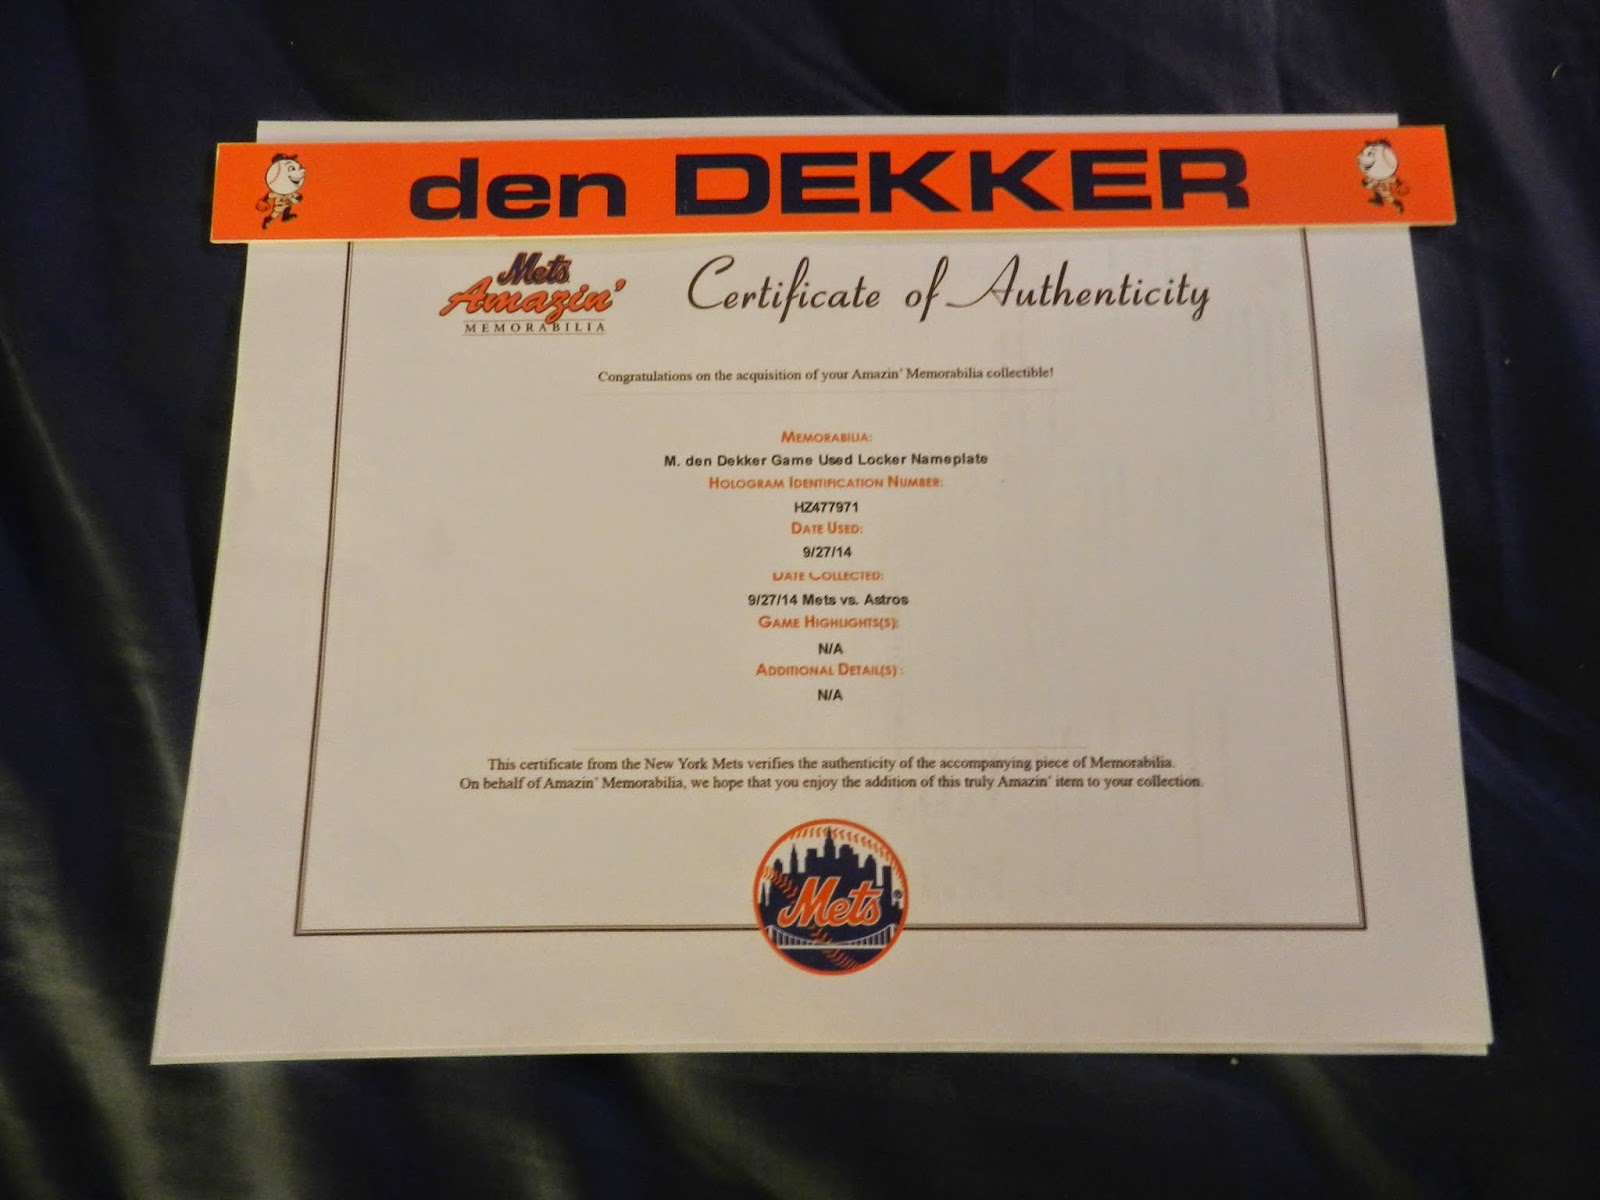 den DEKKER
Mets
Amazin'
MEMORABILIA
Certificate of Authenticity
Congratulations on the acquisition of your Amazin' Memorabilia collectible!
MEMORABILIA:
M. den Dekker Game Used Locker Nameplate
HOLOGRAM IDENTIFICATION NUMBER:
HZ477971
DATE USED:
9/27/14
DATE COLLECTED:
9/27/14 Mets vs. Astros
GAME HIGHLIGHTS(S):
N/A
ADDITIONAL DETAIL(S):
N/A
This certificate from the New York Mets verifies the authenticity of the accompanying piece of Memorabilia.
On behalf of Amazin' Memorabilia, we hope that you enjoy the addition of this truly Amazin' item to your collection.
Mets